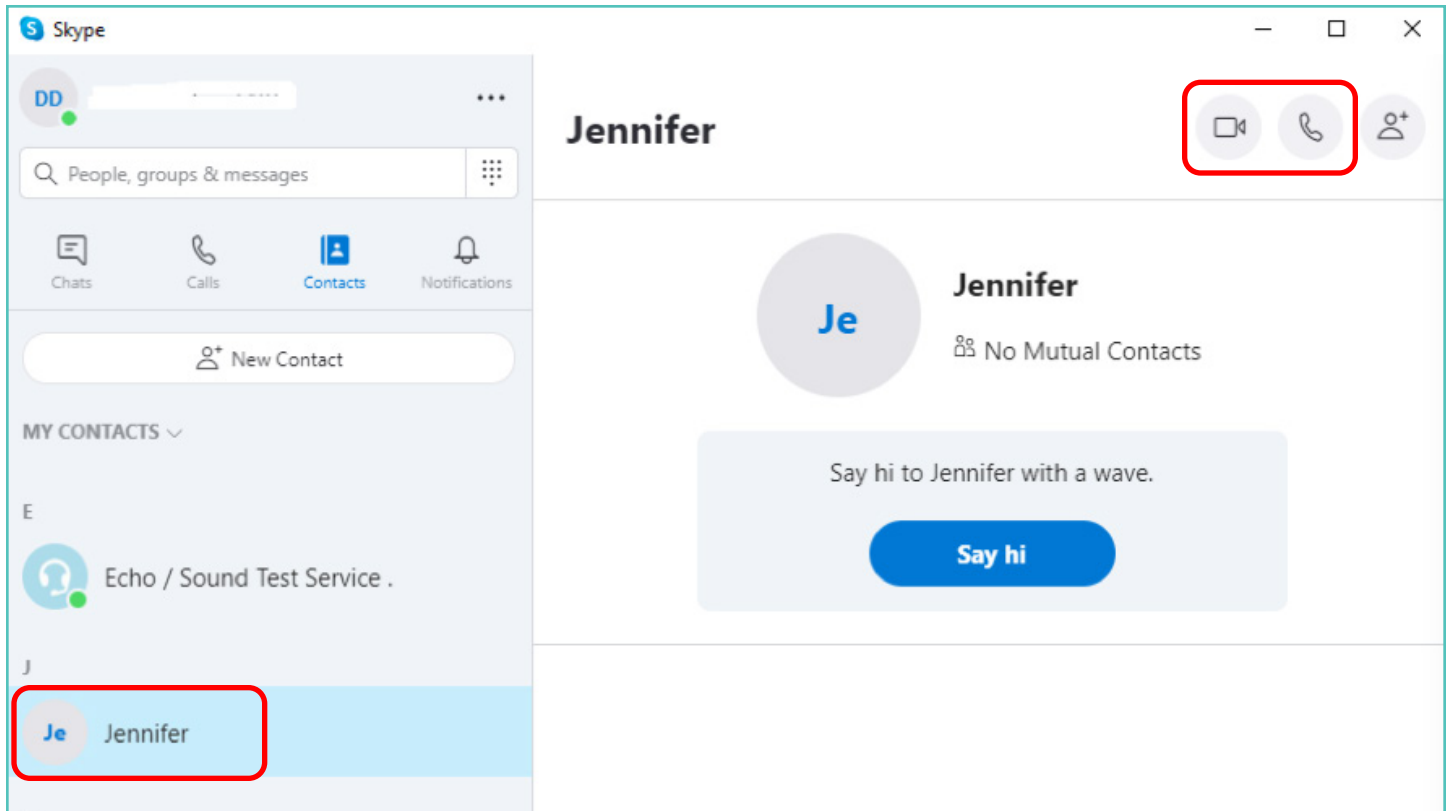 Skype
DD
People, groups & messages
Chats
Calls
Contacts
Notifications
New Contact
MY CONTACTS
E
Echo / Sound Test Service .
J
Je
Jennifer
Jennifer
Je
Jennifer
No Mutual Contacts
Say hi to Jennifer with a wave.
Say hi